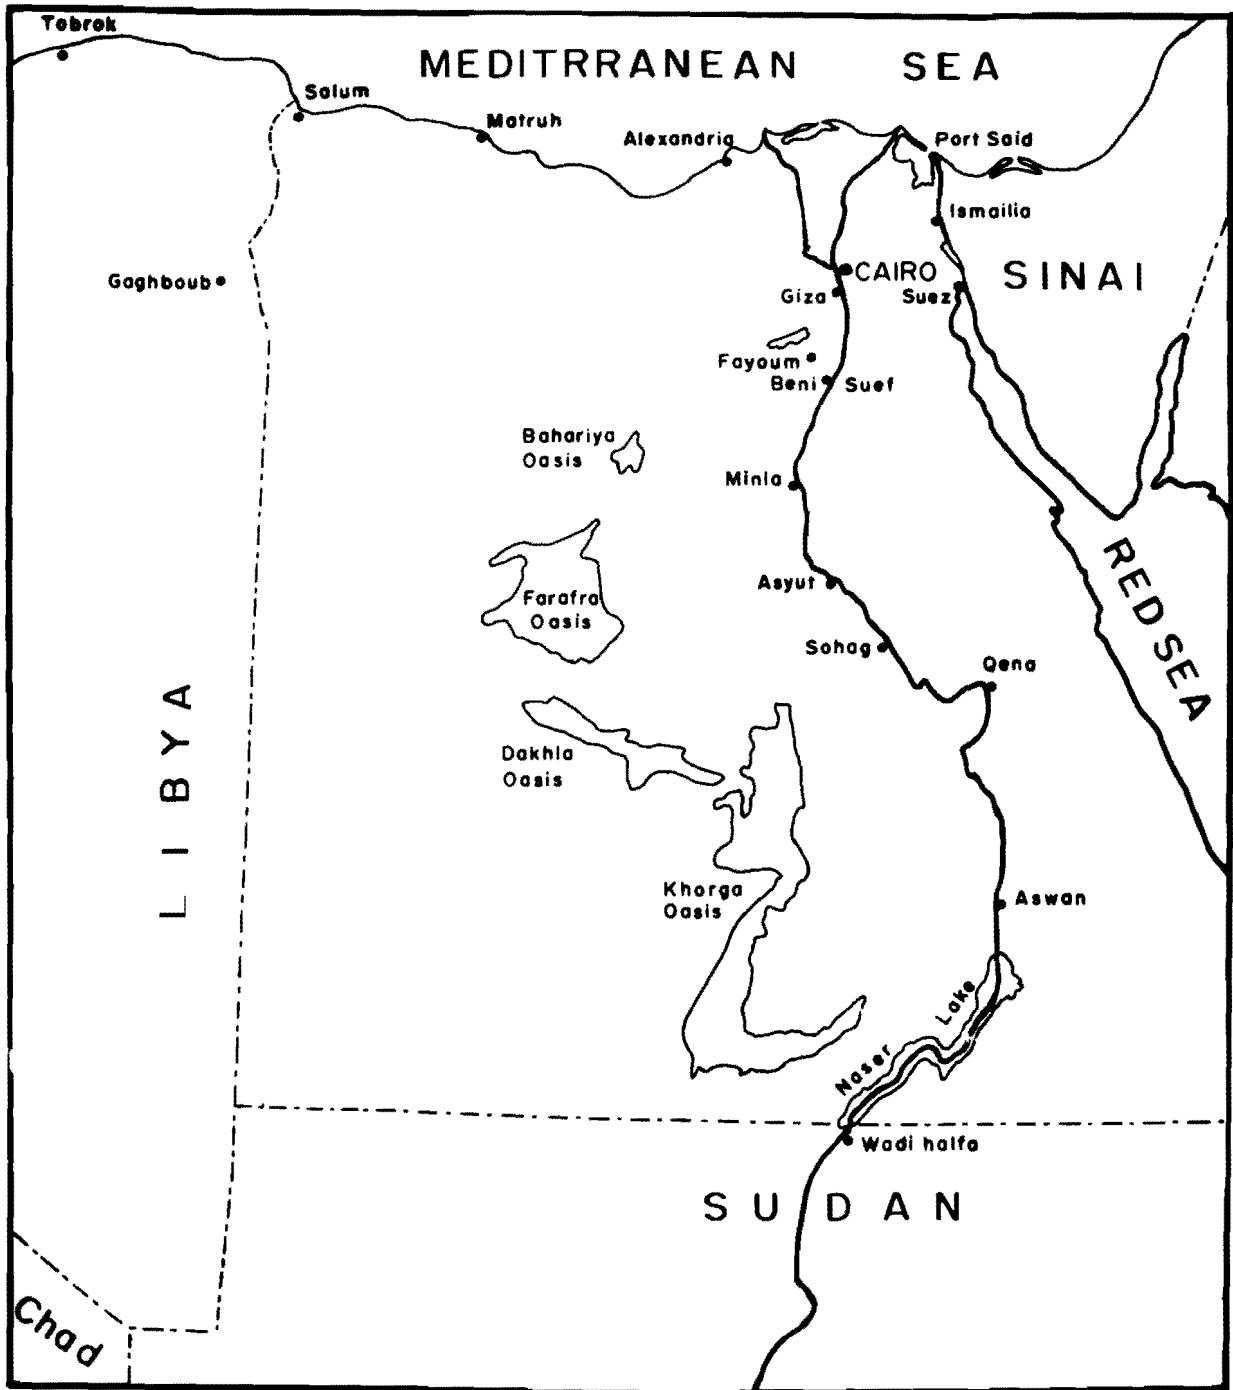 Tobrok
MEDITRRANEAN SEA
Salum
Matruh
Alexandria
Port Said
Ismailia
Gaghboub
CAIRO
SINAI
Giza
Suez
Fayoum
Beni Suef
Bahariya
Oasis
Minia
RED SEA
Asyut
Farafra
Oasis
Sohag
Qena
LIBYA
Dakhla
Oasis
Khorga
Oasis
Aswan
Naser Lake
Wadi halfa
SUDAN
Chad